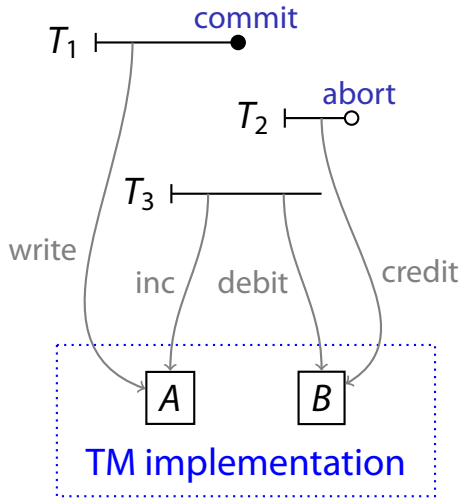 commit
T1
abort
T2
T3
write
inc debit
credit
A B
TM implementation